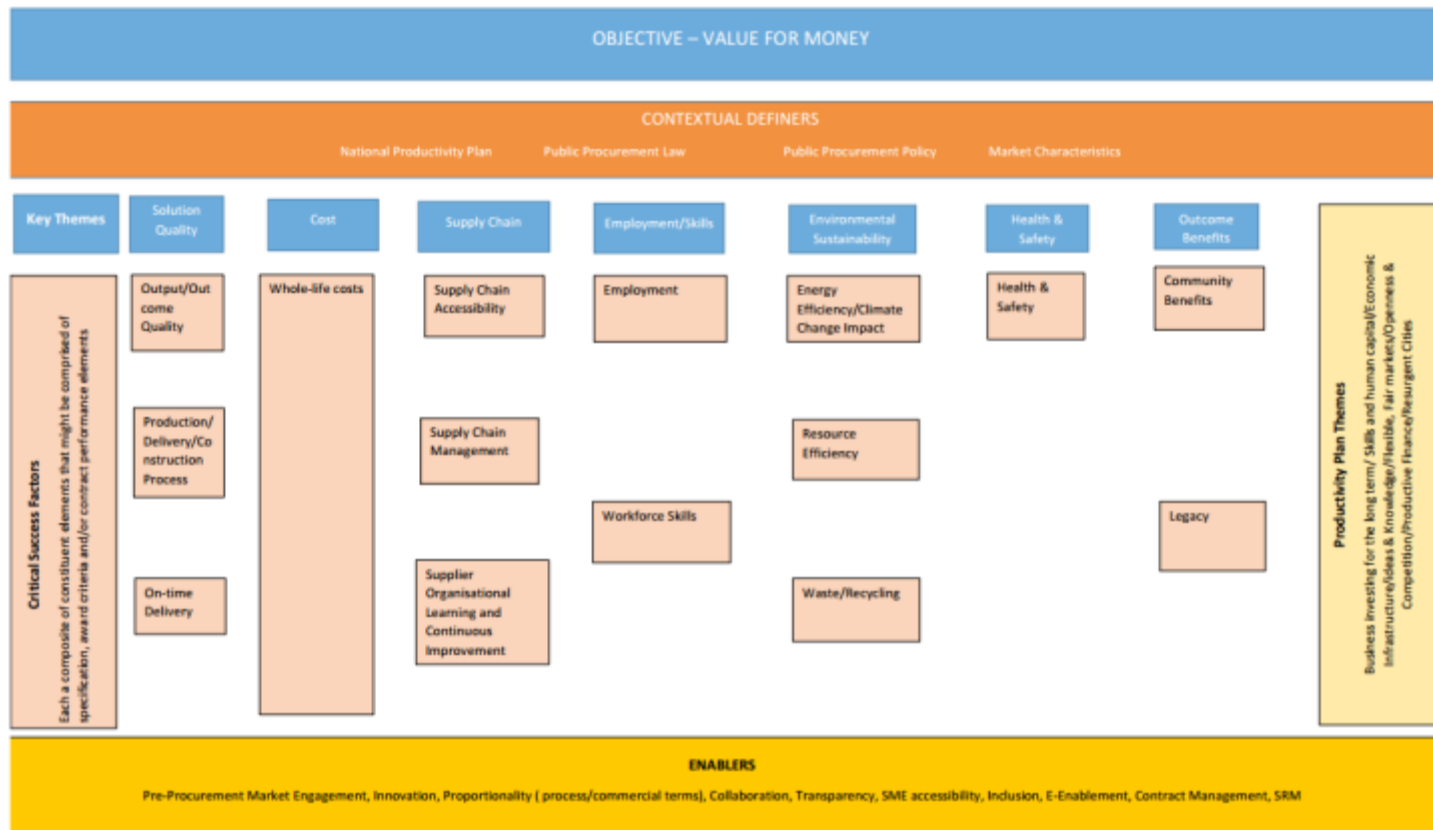 OBJECTIVE – VALUE FOR MONEY
CONTEXTUAL DEFINERS
National Productivity Plan Public Procurement Law Public Procurement Policy Market Characteristics
Key Themes
Solution
Quality
Cost
Supply Chain
Employment/Skills
Environmental
Sustainability
Health &
Safety
Outcome
Benefits
Critical Success Factors
Each a composite of constituent elements that might be comprised of
specification, award criteria and/or contract performance elements
Output/Out
come
Quality
Production/
Delivery/Co
nstruction
Process
On-time
Delivery
Whole-life costs
Supply Chain
Accessibility
Supply Chain
Management
Supplier
Organisational
Learning and
Continuous
Improvement
Employment
Workforce Skills
Energy
Efficiency/Climate
Change Impact
Resource
Efficiency
Waste/Recycling
Health &
Safety
Community
Benefits
Legacy
Productivity Plan Themes
Business investing for the long term/ Skills and human capital/Economic
Infrastructure/Ideas & Knowledge/Flexible, Fair markets/Openness &
Competition/Productive Finance/Resurgent Cities
ENABLERS
Pre-Procurement Market Engagement, Innovation, Proportionality ( process/commercial terms), Collaboration, Transparency, SME accessibility, Inclusion, E-Enablement, Contract Management, SRM